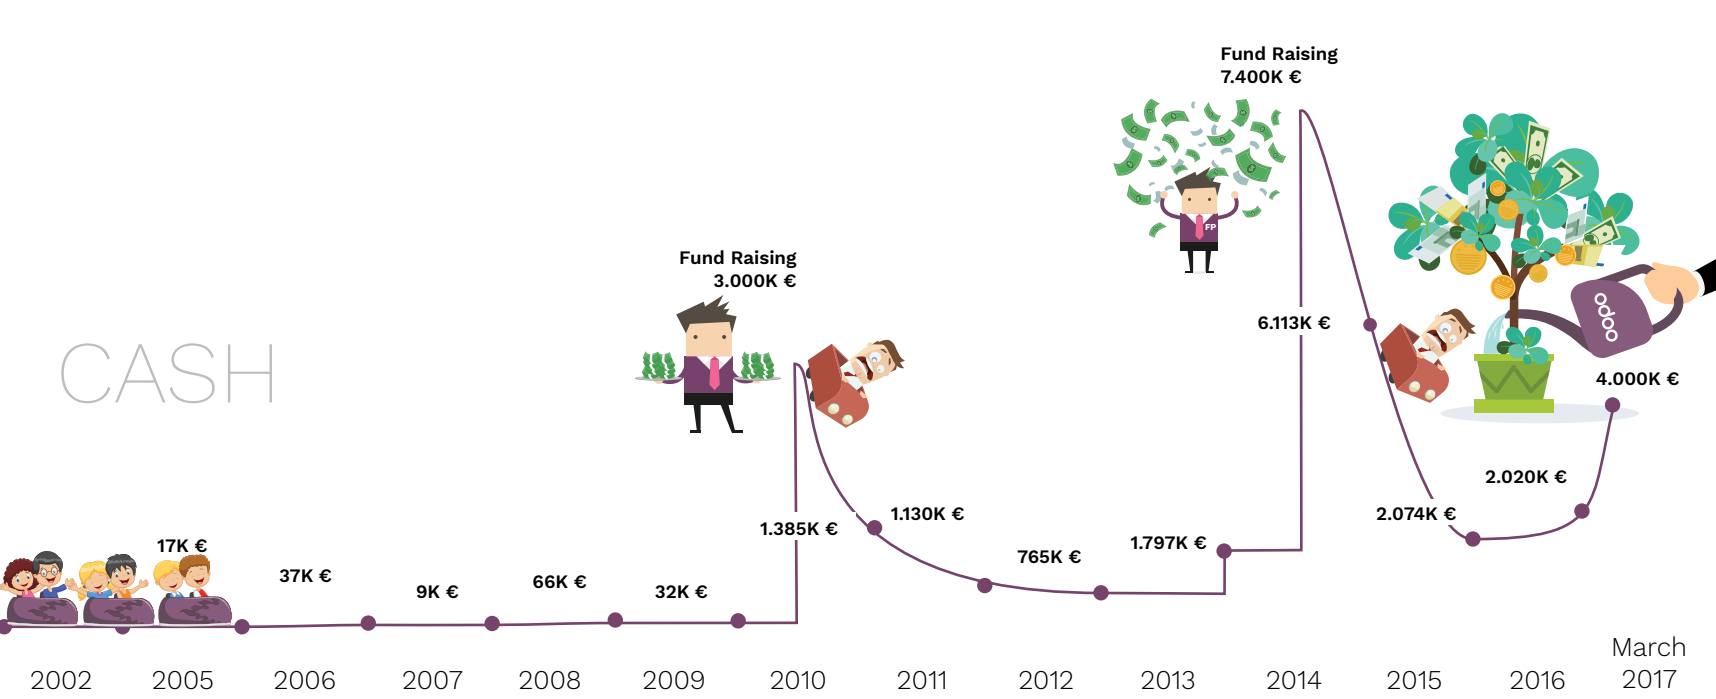 Fund Raising
7.400K €
FP
Fund Raising
3.000K €
odoo
6.113K €
CASH
4.000K €
2.020K €
1.385K €
1.130K €
2.074K €
17K €
765K €
1.797K €
37K €
9K €
66K €
32K €
March
2002 2005 2006 2007 2008 2009 2010 2011 2012 2013 2014 2015 2016 2017